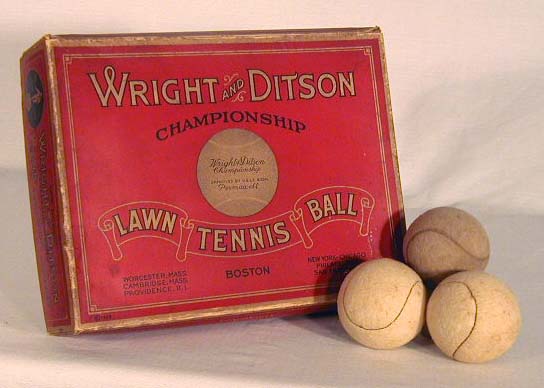 WRIGHT AND DITSON
CHAMPIONSHIP
Wright & Ditson
Championship
LAWN TENNIS BALL
WORCESTER, MASS.
CAMBRIDGE, MASS.
PROVIDENCE, R.I.
BOSTON
NEW YORK CHICAGO